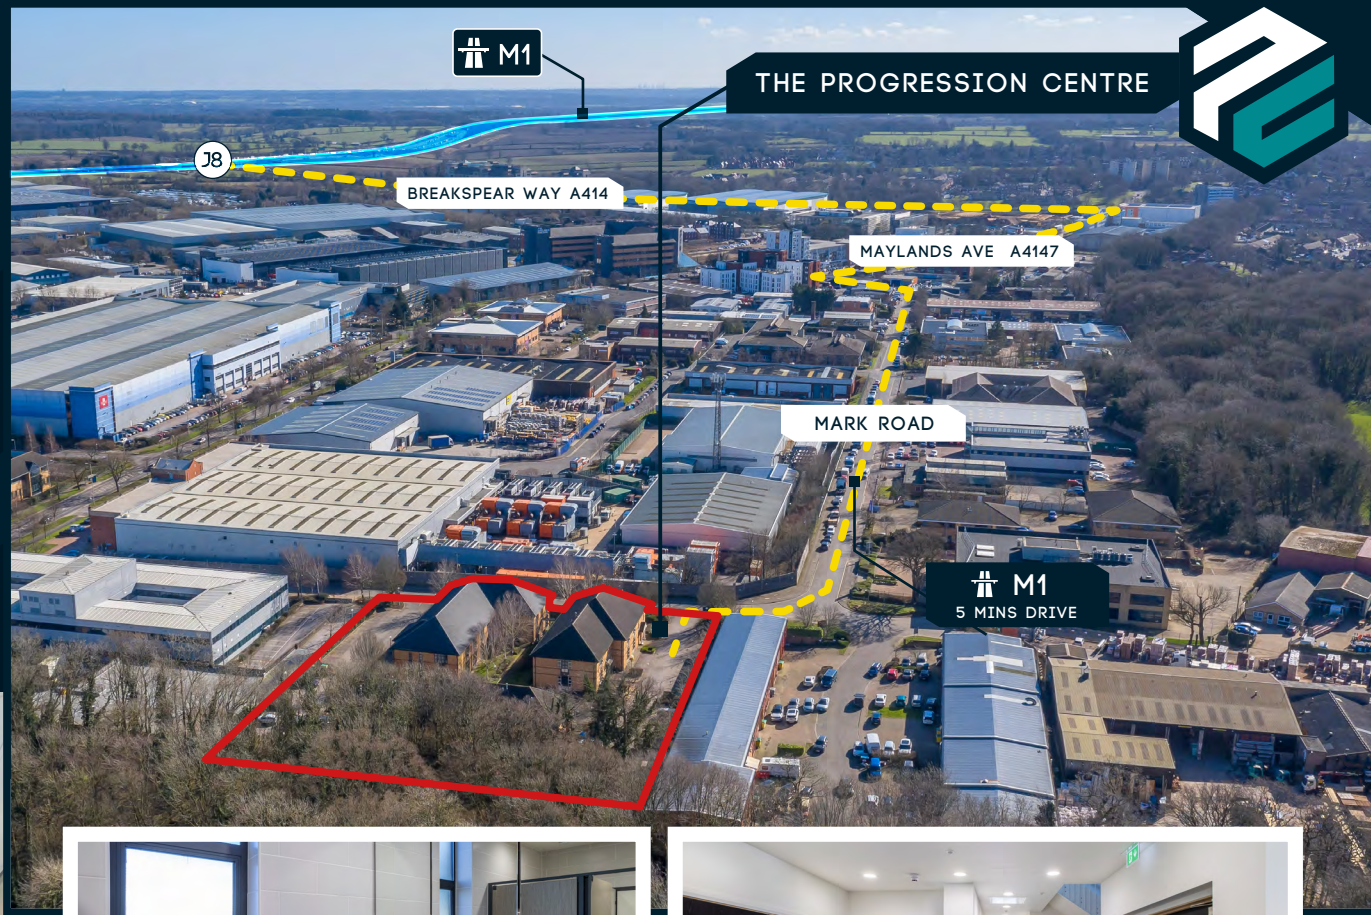 M1
THE PROGRESSION CENTRE
J8
BREAKSPEAR WAY A414
MAYLANDS AVE A4147
MARK ROAD
M1
5 MINS DRIVE